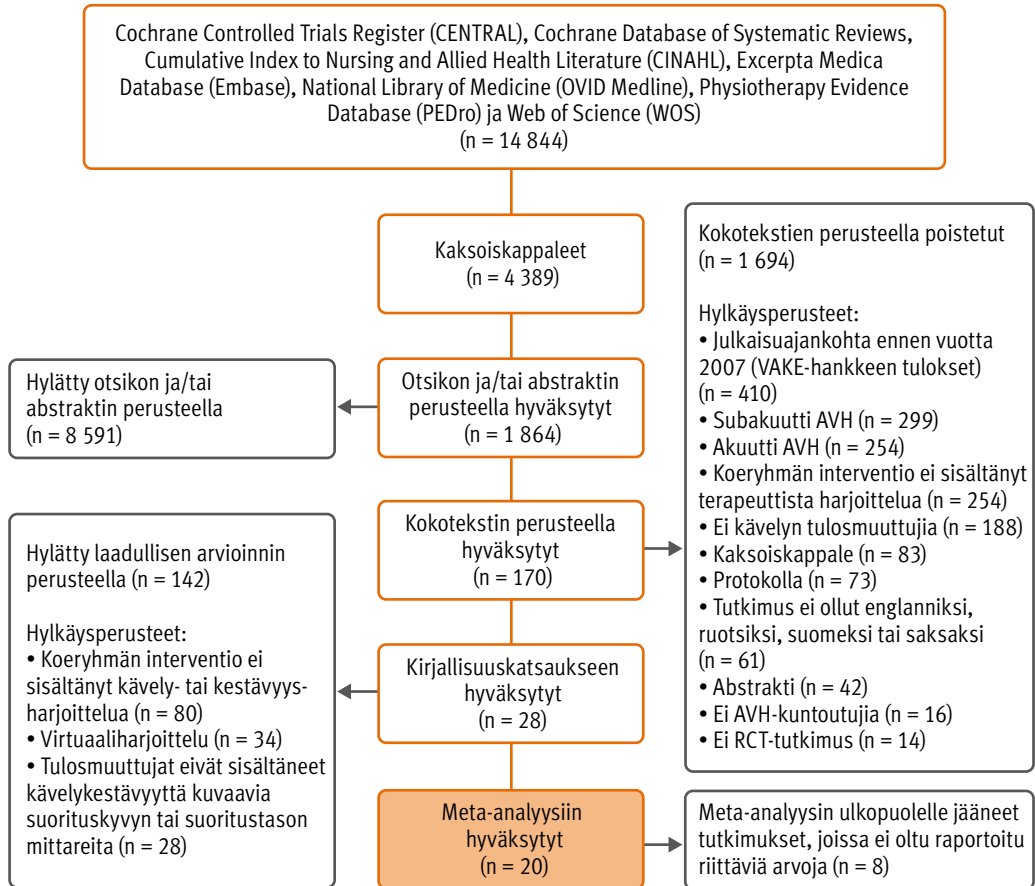 Cochrane Controlled Trials Register (CENTRAL), Cochrane Database of Systematic Reviews,
Cumulative Index to Nursing and Allied Health Literature (CINAHL), Excerpta Medica
Database (Embase), National Library of Medicine (OVID Medline), Physiotherapy Evidence
Database (PEDro) ja Web of Science (WOS)
(n = 14 844)
Kaksoiskappaleet
(n = 4 389)
Otsikon ja/tai abstraktin
perusteella hyväksytyt
(n = 1 864)
Hylätty otsikon ja/tai
abstraktin perusteella
(n = 8 591)
Kokotekstin perusteella
hyväksytyt
(n = 170)
Kokotekstien perusteella poistetut
(n = 1 694)
Hylkäysperusteet:
• Julkaisuajankohta ennen vuotta
2007 (VAKE-hankkeen tulokset)
(n = 410)
• Subakuutti AVH (n = 299)
• Akuutti AVH (n = 254)
• Koeryhmän interventio ei sisältänyt
terapeuttista harjoittelua (n = 254)
• Ei kävelyn tulosmuuttujia (n = 188)
• Kaksoiskappale (n = 83)
• Protokolla (n = 73)
• Tutkimus ei ollut englanniksi,
ruotsiksi, suomeksi tai saksaksi
(n = 61)
• Abstrakti (n = 42)
• Ei AVH-kuntoutujia (n = 16)
• Ei RCT-tutkimus (n = 14)
Kirjallisuuskatsaukseen
hyväksytyt
(n = 28)
Hylätty laadullisen arvioinnin
perusteella (n = 142)
Hylkäysperusteet:
• Koeryhmän interventio ei
sisältänyt kävely- tai kestävyys-
harjoittelua (n = 80)
• Virtuaaliharjoittelu (n = 34)
• Tulosmuuttujat eivät sisältäneet
kävelykestävyyttä kuvaavia
suorituskyvyn tai suoritustason
mittareita (n = 28)
Meta-analyysiin
hyväksytyt
(n = 20)
Meta-analyysin ulkopuolelle jääneet
tutkimukset, joissa ei oltu raportoitu
riittäviä arvoja (n = 8)